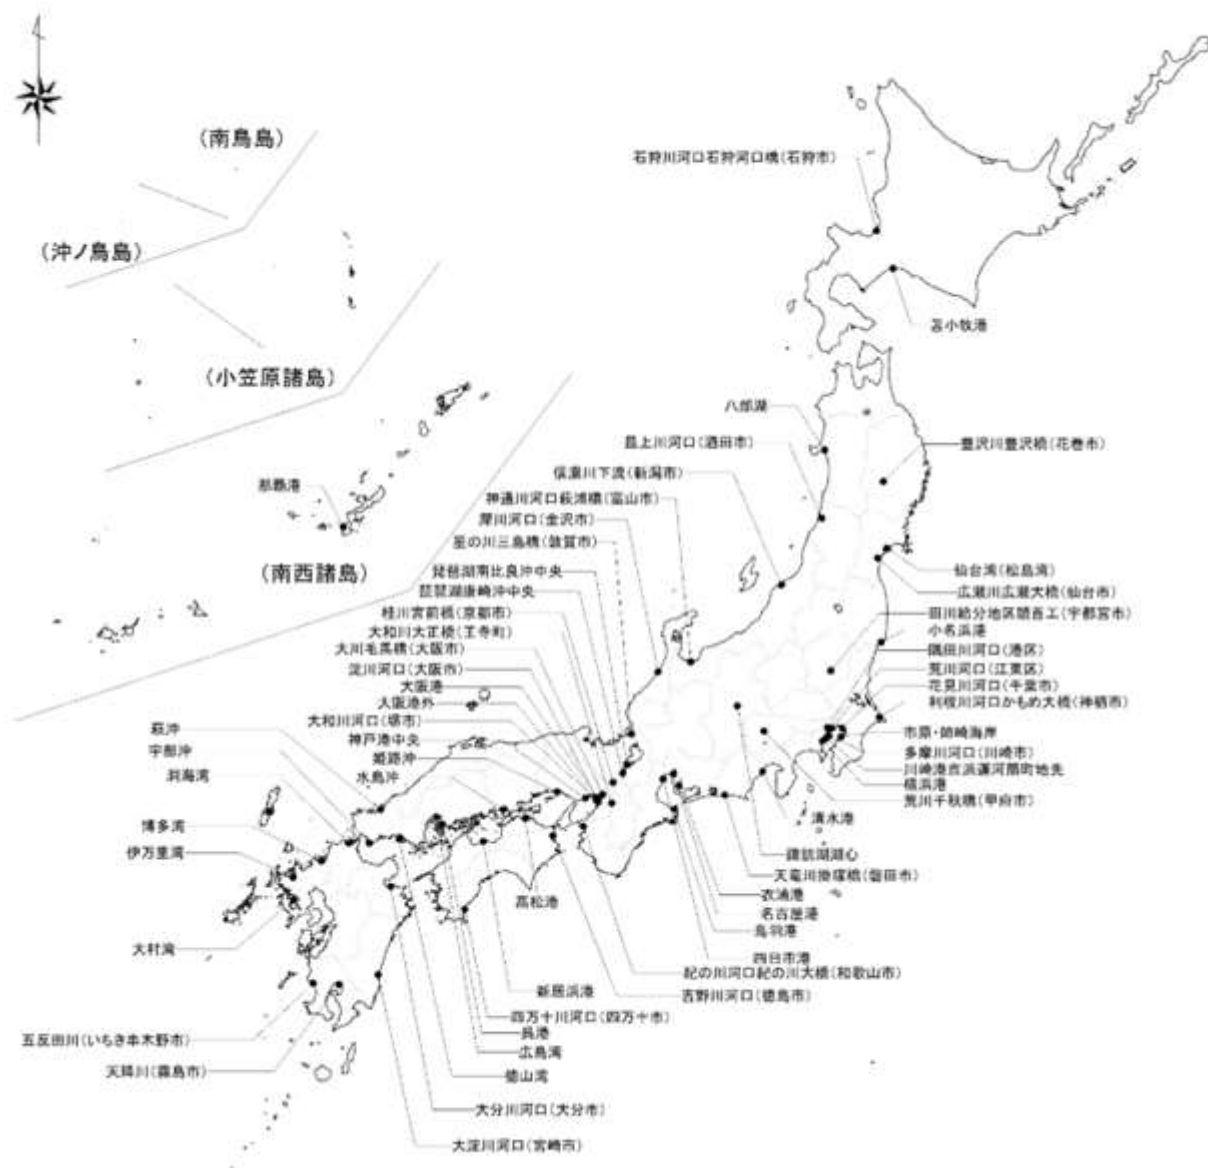 (南鳥島)
(沖ノ鳥島)
(小笠原諸島)
那覇港
(南西諸島)
石狩川河口石狩河口橋(石狩市)
苫小牧港
八郎湖
最上川河口(酒田市)
豊沢川豊沢橋(花巻市)
信濃川下流(新潟市)
神通川河口萩浦橋(富山市)
犀川河口(金沢市)
笙の川三島橋(敦賀市)
琵琶湖南比良沖中央
琵琶湖唐崎沖中央
桂川宮前橋(京都市)
大和川大正橋(王寺町)
大川毛馬橋(大阪市)
淀川河口(大阪市)
大阪港
大阪港外
大和川河口(堺市)
神戸港中央
姫路沖
水島沖
萩沖
宇部沖
洞海湾
博多湾
伊万里湾
大村湾
五反田川(いちき串木野市)
天降川(霧島市)
仙台湾(松島湾)
広瀬川広瀬大橋(仙台市)
田川給分地区頭首工(宇都宮市)
小名浜港
隅田川河口(港区)
荒川河口(江東区)
花見川河口(千葉市)
利根川河口かもめ大橋(神栖市)
市原・姉崎海岸
多摩川河口(川崎市)
川崎港京浜運河扇町地先
横浜港
荒川千秋橋(甲府市)
清水港
諏訪湖湖心
天竜川掛塚橋(磐田市)
衣浦港
名古屋港
鳥羽港
四日市港
紀の川河口紀の川大橋(和歌山市)
吉野川河口(徳島市)
高松港
新居浜港
四万十川河口(四万十市)
呉港
広島湾
徳山湾
大分川河口(大分市)
大淀川河口(宮崎市)